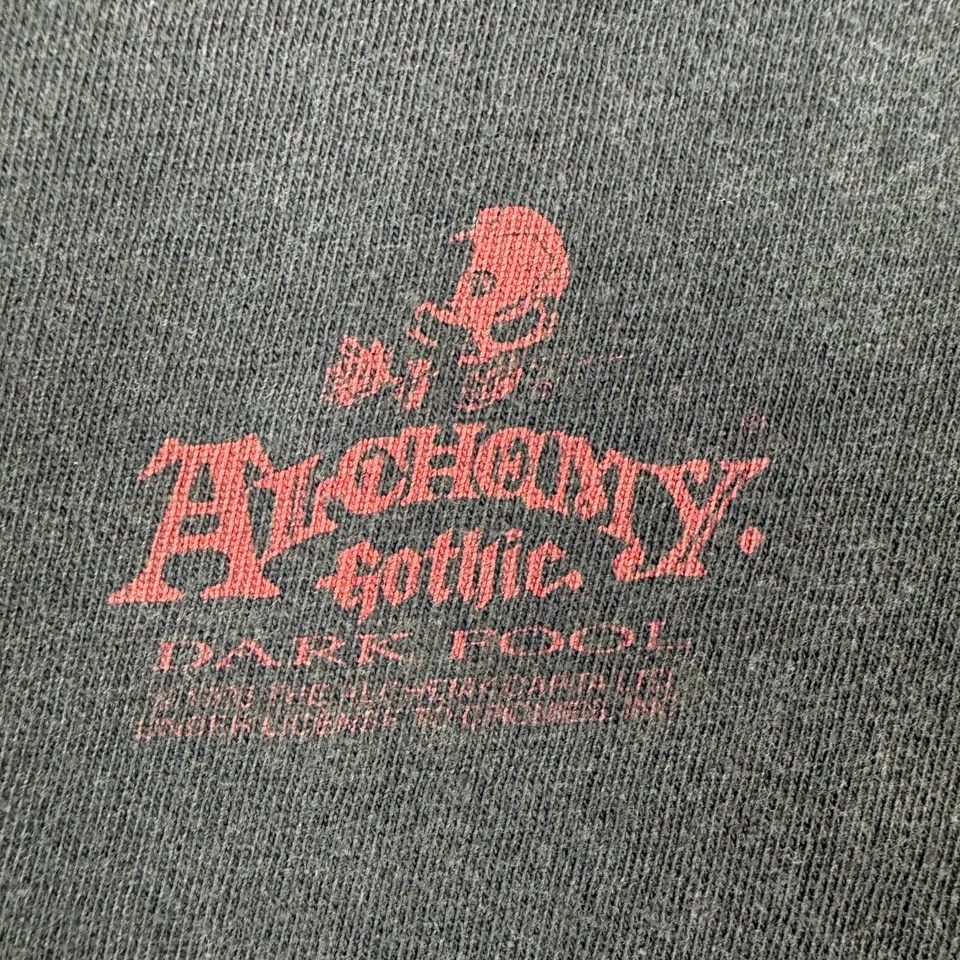 ALCHEMY.
Gothic.
DARK FOOL
THE ALCHEMY CARTA LTD.
UNDER LICENSE TO